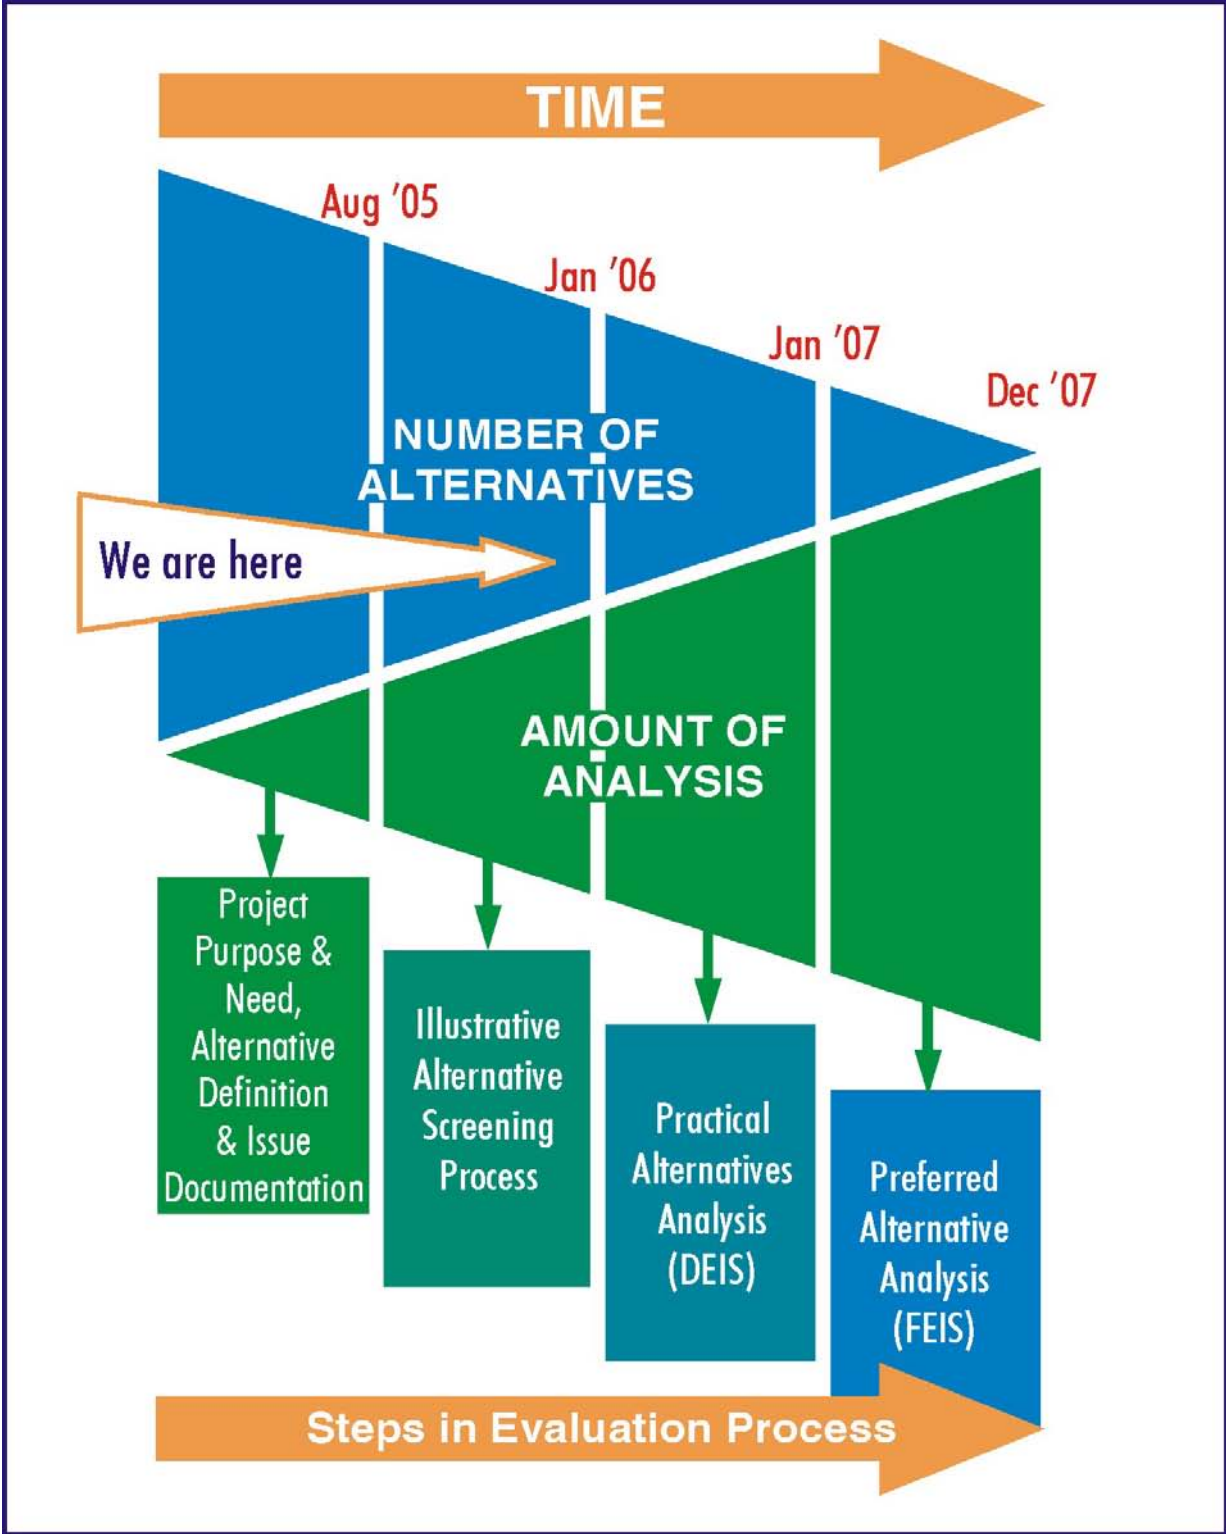 TIME
Aug '05
Jan '06
Jan '07
Dec '07
NUMBER OF
ALTERNATIVES
We are here
AMOUNT OF
ANALYSIS
Project
Purpose &
Need,
Alternative
Definition
& Issue
Documentation
Illustrative
Alternative
Screening
Process
Practical
Alternatives
Analysis
(DEIS)
Preferred
Alternative
Analysis
(FEIS)
Steps in Evaluation Process